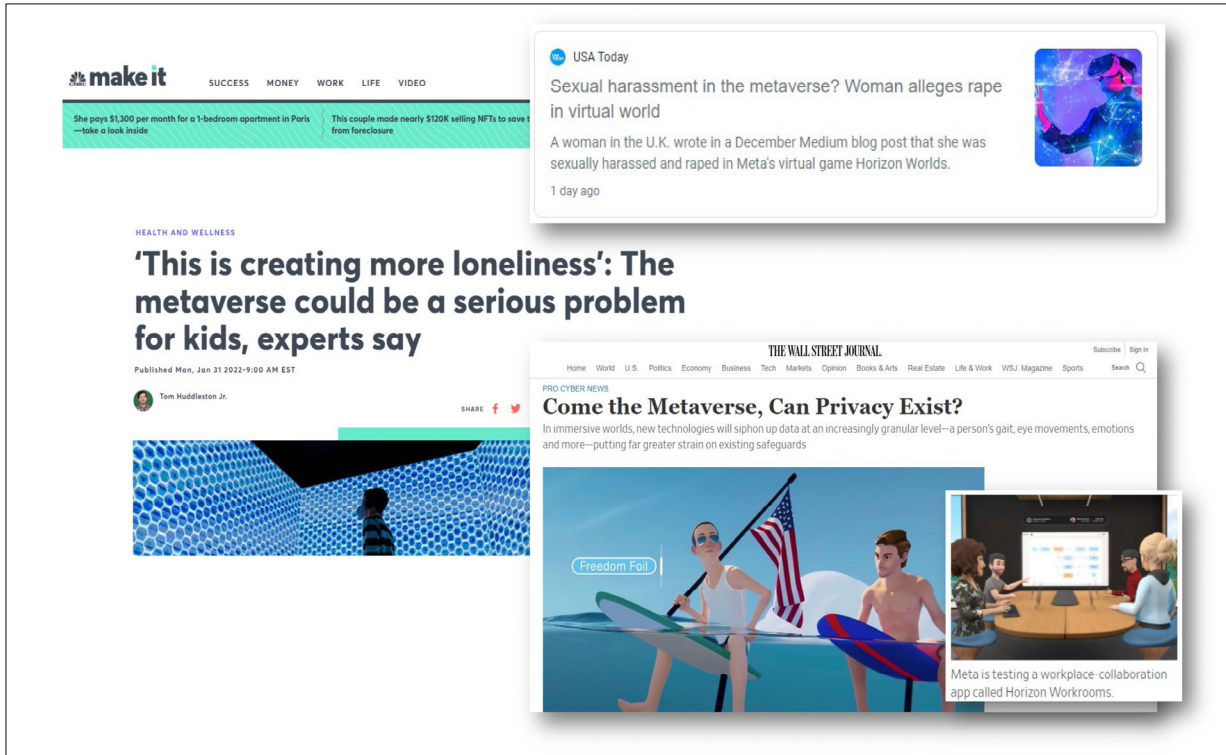 make it
SUCCESS MONEY WORK LIFE VIDEO
She pays $1,300 per month for a 1-bedroom apartment in Paris
—take a look inside
This couple made nearly $120K selling NFTs to save t
from foreclosure
USA Today
Sexual harassment in the metaverse? Woman alleges rape
in virtual world
A woman in the U.K. wrote in a December Medium blog post that she was
sexually harassed and raped in Meta's virtual game Horizon Worlds.
1 day ago
HEALTH AND WELLNESS
‘This is creating more loneliness’: The
metaverse could be a serious problem
for kids, experts say
Published Mon, Jan 31 2022•9:00 AM EST
Tom Huddleston Jr.
SHARE
THE WALL STREET JOURNAL.
Subscribe Sign In
Home World U.S. Politics Economy Business Tech Markets Opinion Books & Arts Real Estate Life & Work WSJ. Magazine Sports Search
PRO CYBER NEWS
Come the Metaverse, Can Privacy Exist?
In immersive worlds, new technologies will siphon up data at an increasingly granular level—a person's gait, eye movements, emotions
and more—putting far greater strain on existing safeguards
Freedom Foil
Meta is testing a workplace-collaboration
app called Horizon Workrooms.